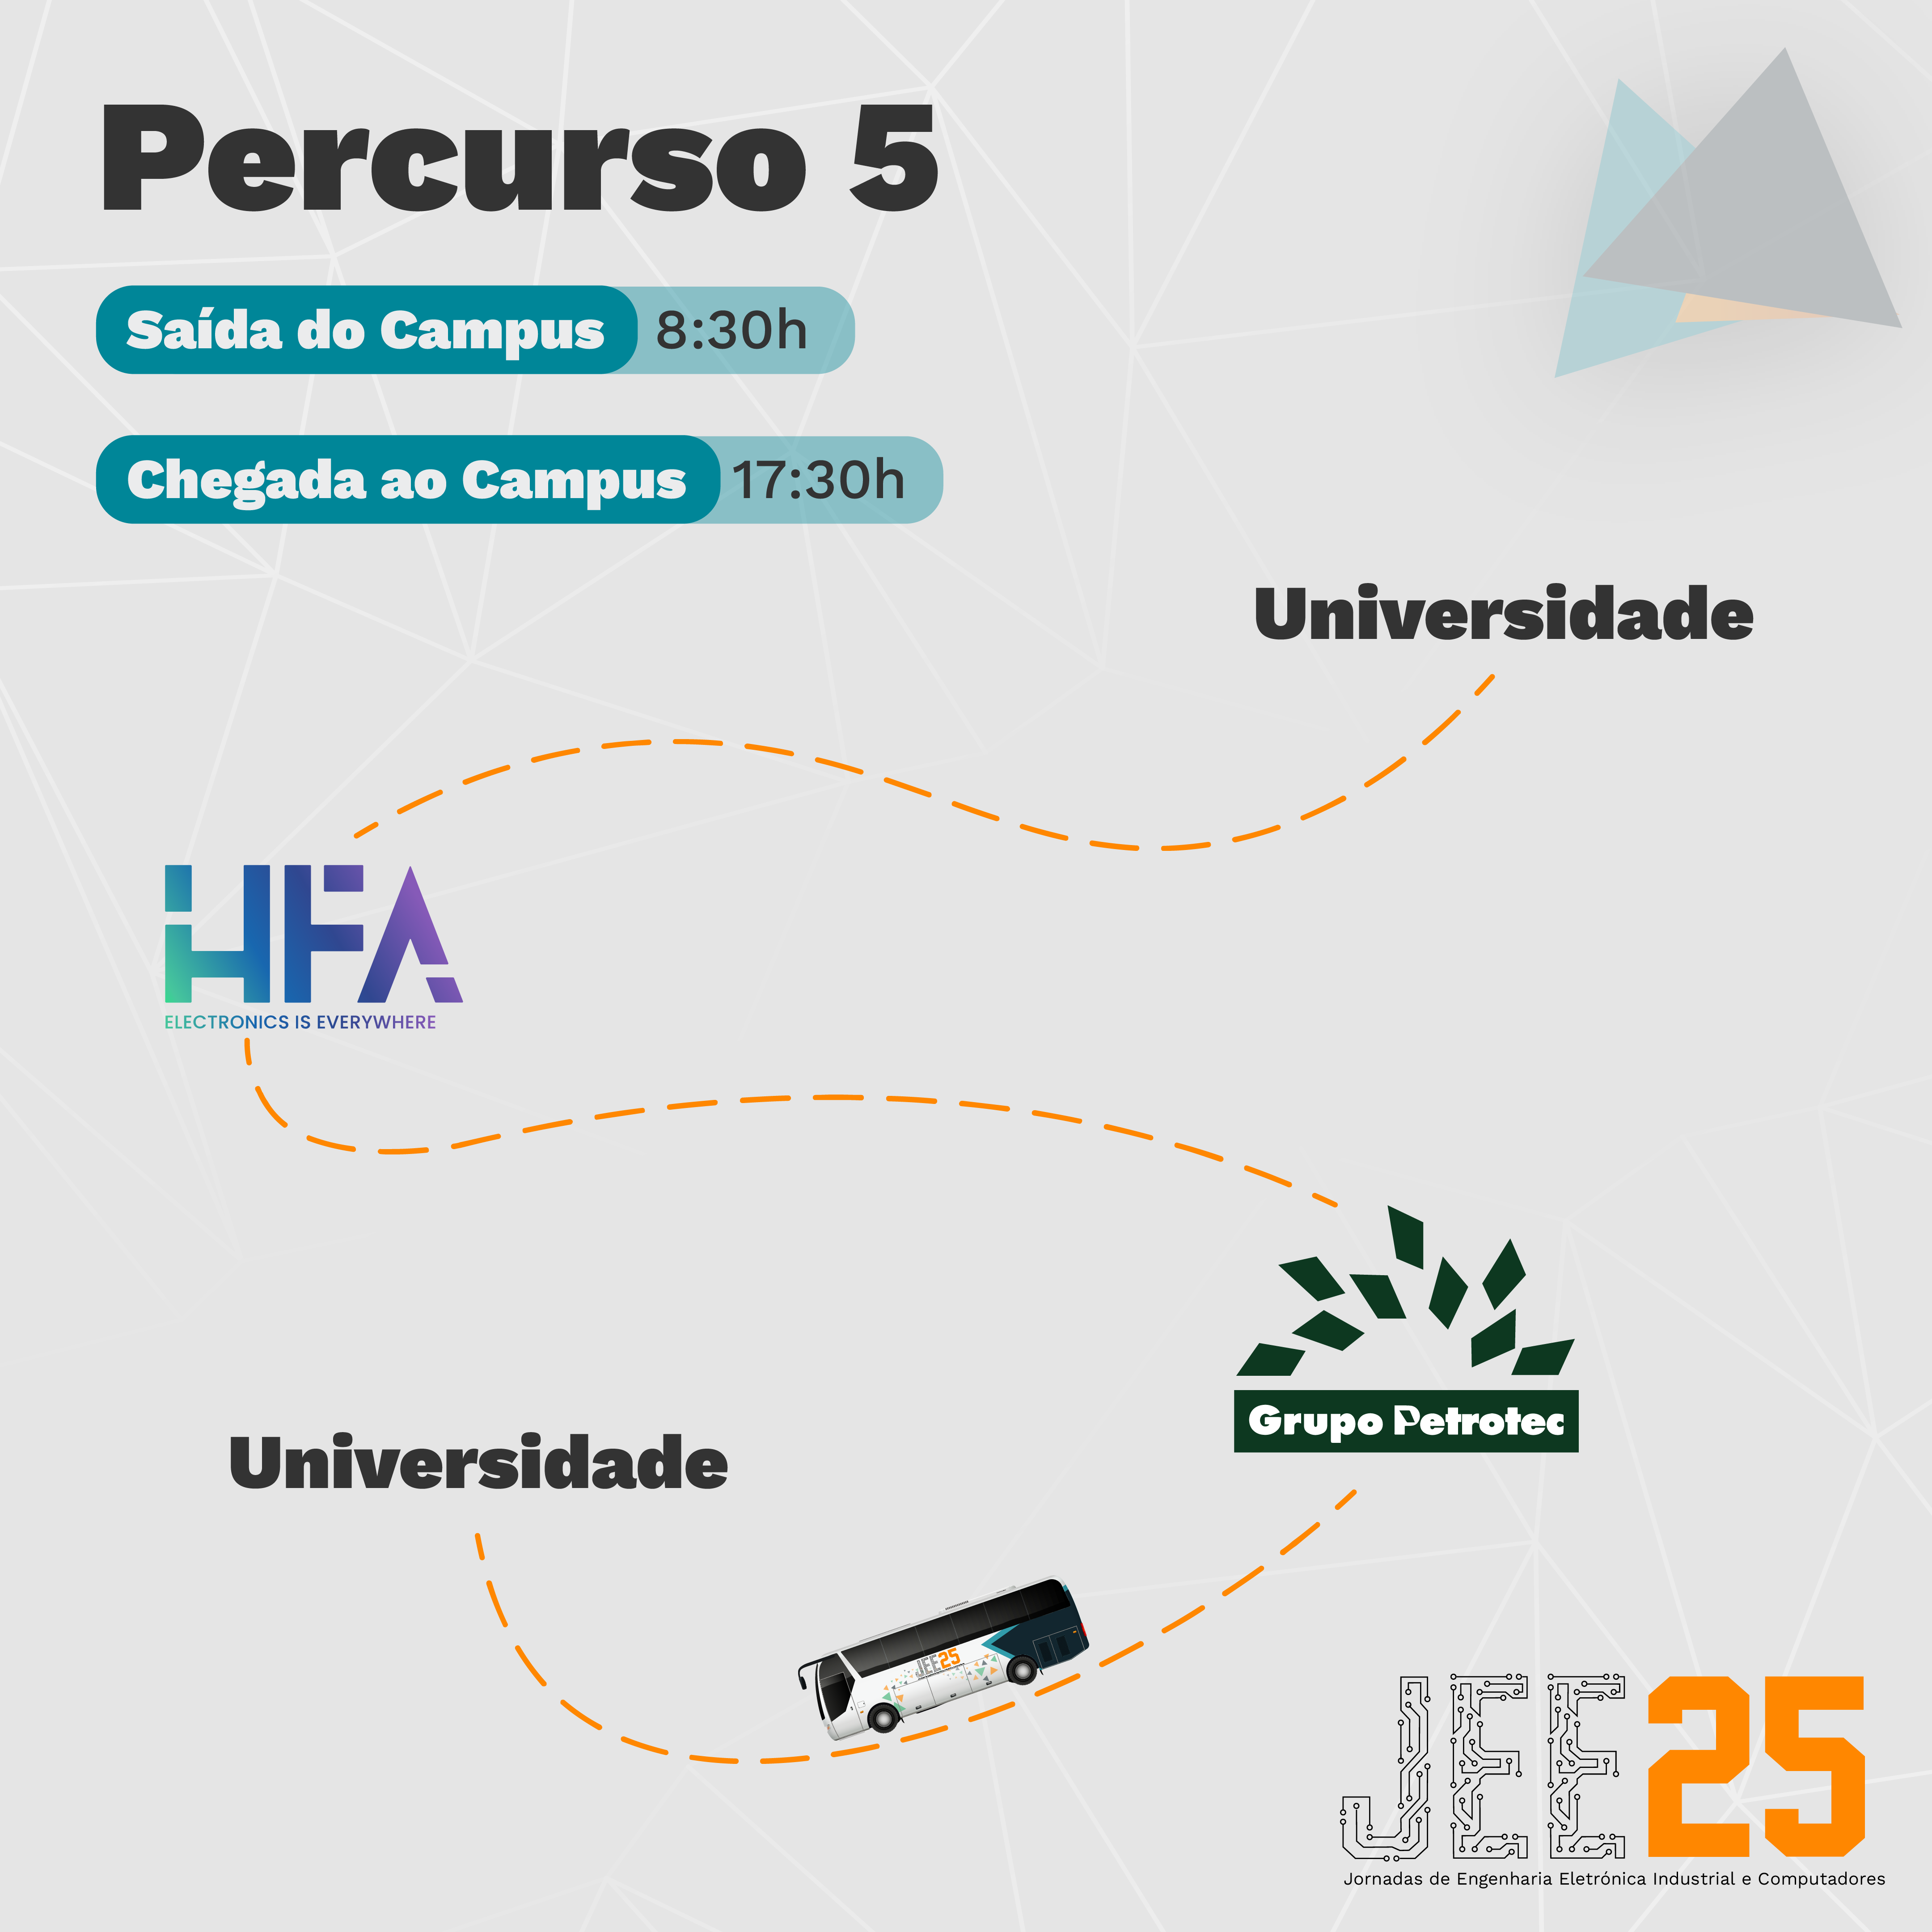 Percurso 5
Saída do Campus 8:30h
Chegada ao Campus 17:30h
Universidade
HFA
ELECTRONICS IS EVERYWHERE
Grupo Petrotec
Universidade
JEE25
JEE25
Jornadas de Engenharia Eletrónica Industrial e Computadores